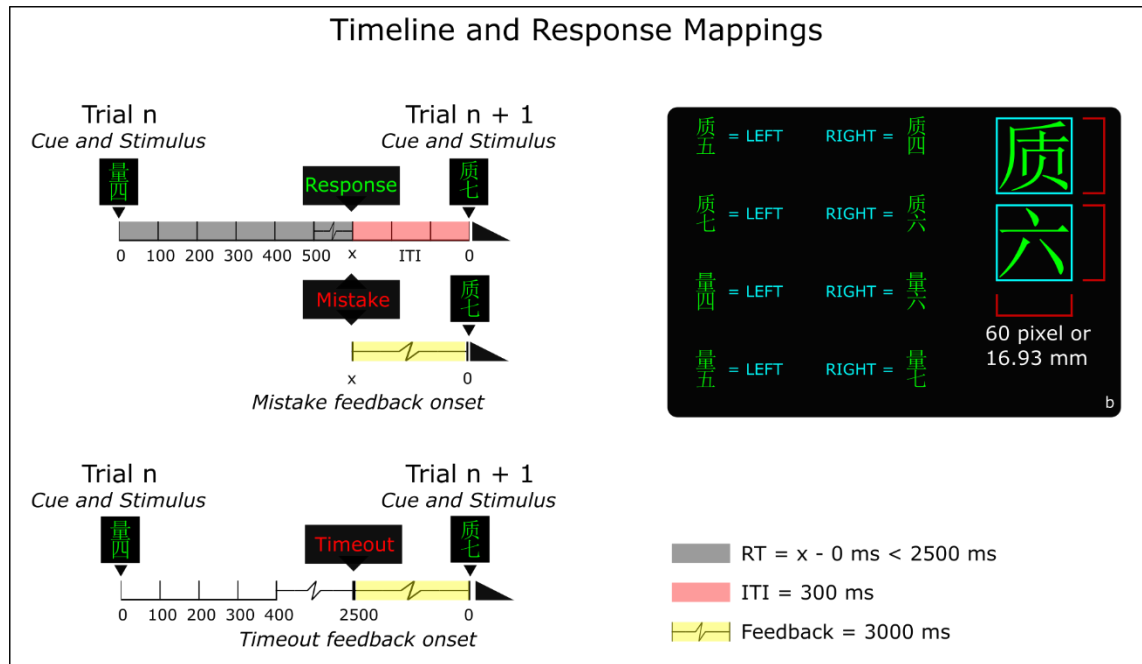 Timeline and Response Mappings
Trial n
Cue and Stimulus
量四
Trial n + 1
Cue and Stimulus
质七
Response
0 100 200 300 400 500 x ITI 0
Mistake
质七
x 0
Mistake feedback onset
Trial n
Cue and Stimulus
量四
Trial n + 1
Cue and Stimulus
质七
Timeout
0 100 200 300 400 2500 0
Timeout feedback onset
质五 = LEFT RIGHT = 质四
质七 = LEFT RIGHT = 质六
量四 = LEFT RIGHT = 量六
量五 = LEFT RIGHT = 量七
质
六
60 pixel or
16.93 mm
b
RT = x - 0 ms < 2500 ms
ITI = 300 ms
Feedback = 3000 ms